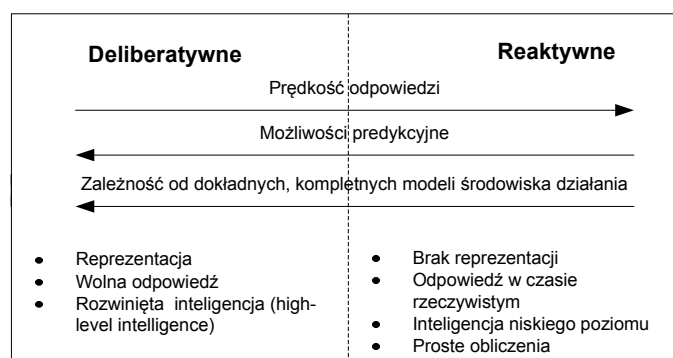 Deliberatywne
Reaktywne
Prędkość odpowiedzi
Możliwości predykcyjne
Zależność od dokładnych, kompletnych modeli środowiska działania
• Reprezentacja
• Wolna odpowiedź
• Rozwinięta inteligencja (high-
level intelligence)
• Brak reprezentacji
• Odpowiedź w czasie
rzeczywistym
• Inteligencja niskiego poziomu
• Proste obliczenia